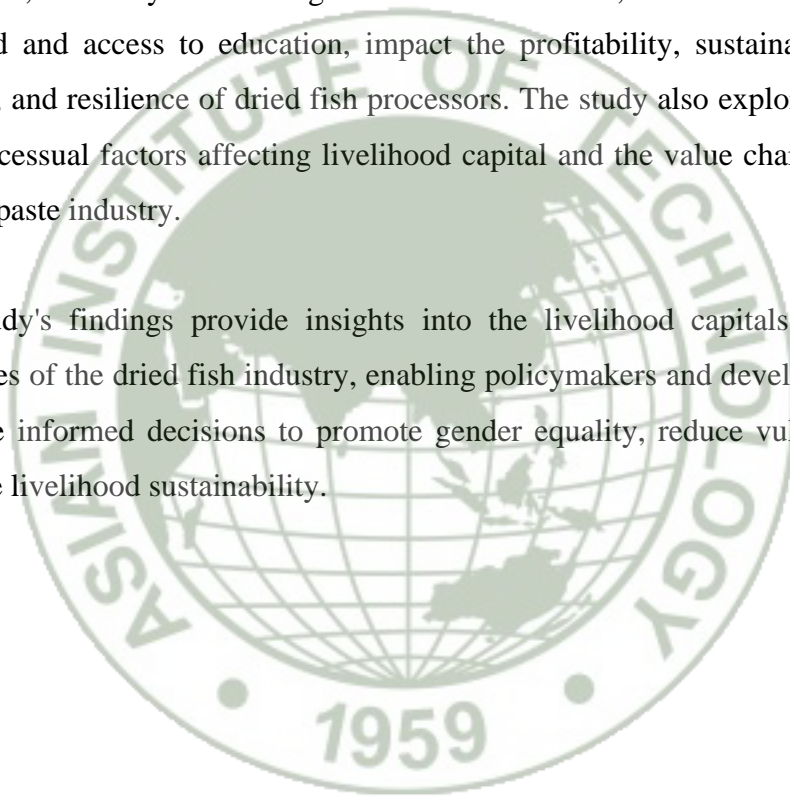 d and access to education, impact the profitability, sustaina
, and resilience of dried fish processors. The study also explor
cessual factors affecting livelihood capital and the value chai
paste industry.
dy's findings provide insights into the livelihood capitals
es of the dried fish industry, enabling policymakers and devel
e informed decisions to promote gender equality, reduce vul
e livelihood sustainability.
ASIAN INSTITUTE OF TECHNOLOGY
• 1959 •